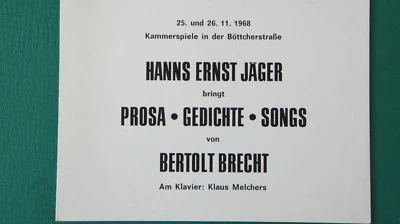 25. und 26. 11. 1968
Kammerspiele in der Böttcherstraße
HANNS ERNST JÄGER
bringt
PROSA • GEDICHTE • SONGS
von
BERTOLT BRECHT
Am Klavier: Klaus Melchers